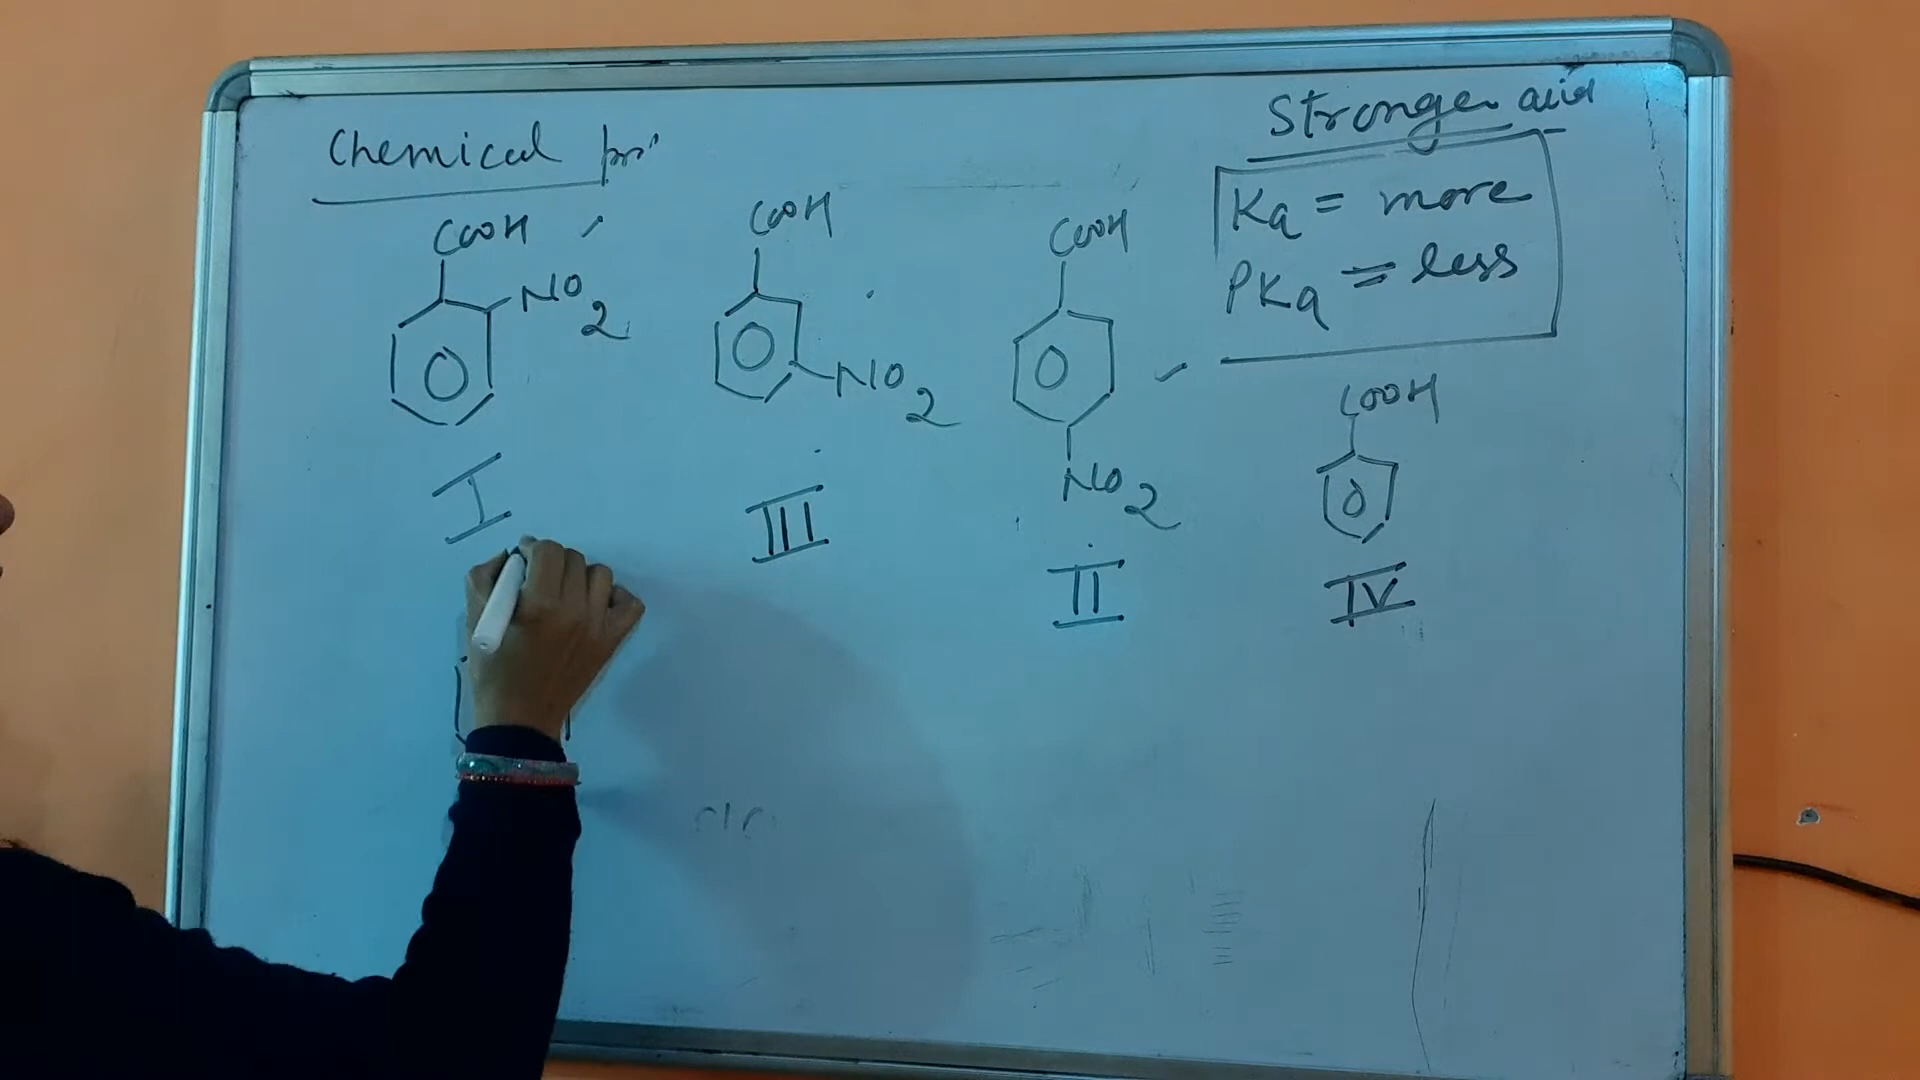 Chemical pr
Stronger acid
Ka = more
PKa = less
COOH
NO2
I
COOH
NO2
III
COOH
NO2
II
COOH
IV